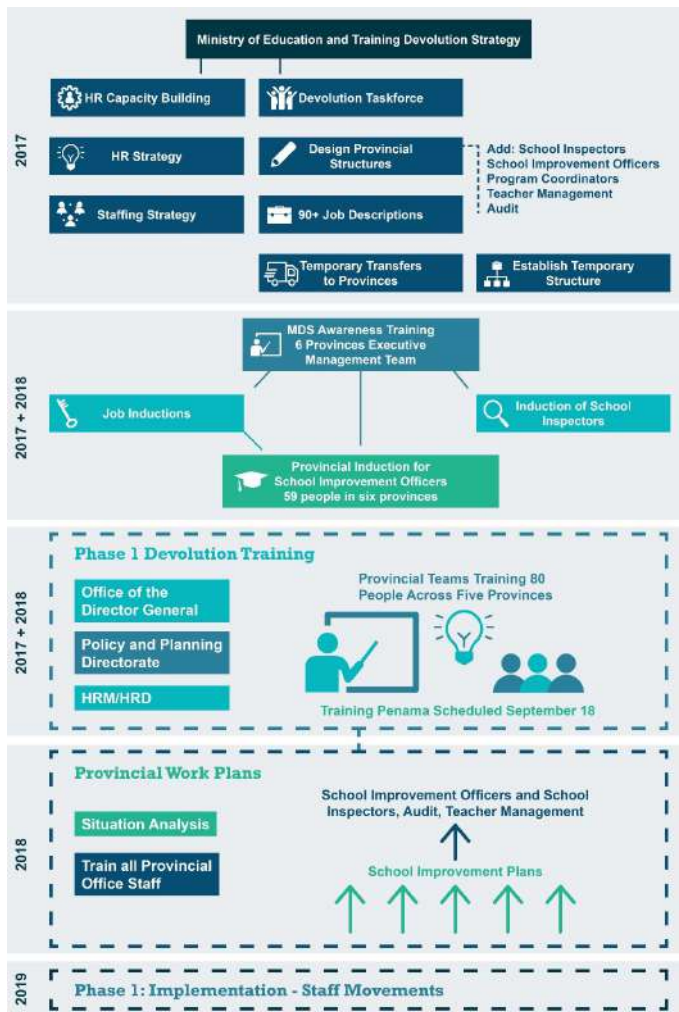 Ministry of Education and Training Devolution Strategy
2017
HR Capacity Building
Devolution Taskforce
HR Strategy
Design Provincial
Structures
Add: School Inspectors
School Improvement Officers
Program Coordinators
Teacher Management
Audit
Staffing Strategy
90+ Job Descriptions
Temporary Transfers
to Provinces
Establish Temporary
Structure
2017 + 2018
MDS Awareness Training
6 Provinces Executive
Management Team
Job Inductions
Induction of School
Inspectors
Provincial Induction for
School Improvement Officers
59 people in six provinces
2017 + 2018
Phase 1 Devolution Training
Office of the
Director General
Policy and Planning
Directorate
HRM/HRD
Provincial Teams Training 80
People Across Five Provinces
Training Penama Scheduled September 18
2018
Provincial Work Plans
Situation Analysis
Train all Provincial
Office Staff
School Improvement Officers and School
Inspectors, Audit, Teacher Management
School Improvement Plans
2019
Phase 1: Implementation - Staff Movements